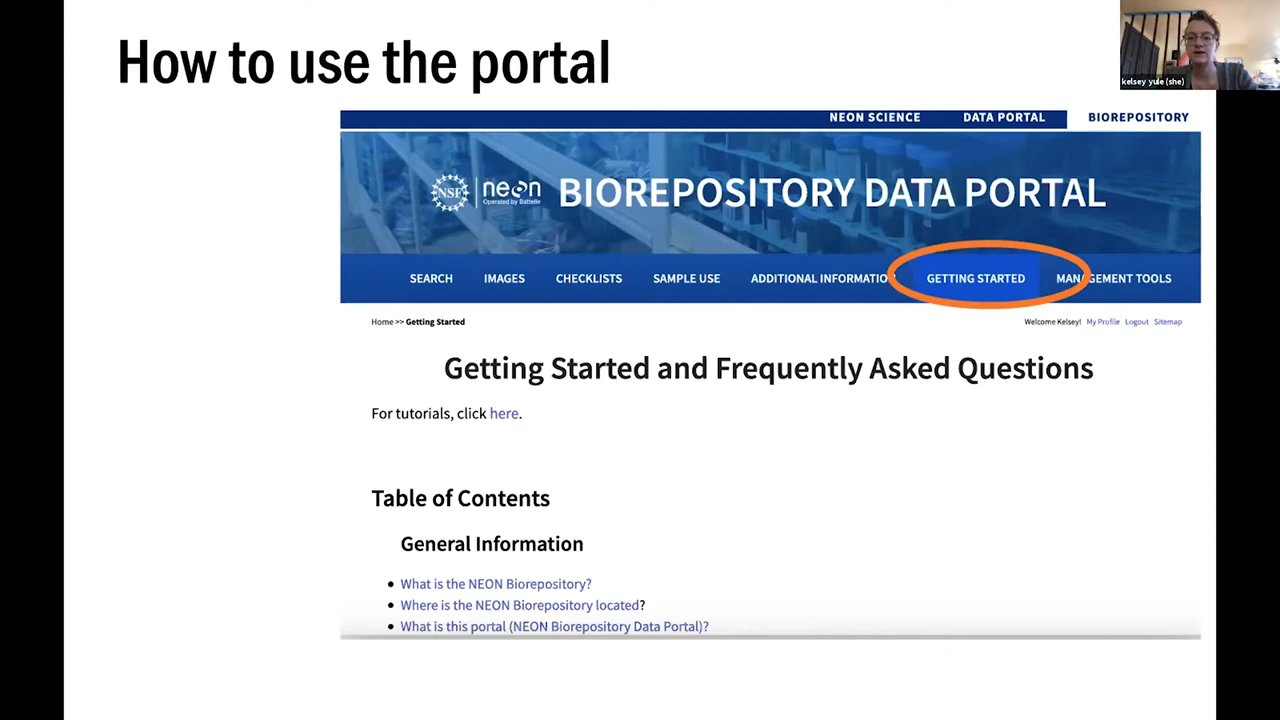 How to use the portal
kelsey yule (she)
NEON SCIENCE DATA PORTAL BIOREPOSITORY
NSF neon Operated by Battelle BIOREPOSITORY DATA PORTAL
SEARCH IMAGES CHECKLISTS SAMPLE USE ADDITIONAL INFORMATION GETTING STARTED MANAGEMENT TOOLS
Home >> Getting Started
Welcome Kelsey! My Profile Logout Sitemap
Getting Started and Frequently Asked Questions
For tutorials, click here.
Table of Contents
General Information
• What is the NEON Biorepository?
• Where is the NEON Biorepository located?
• What is this portal (NEON Biorepository Data Portal)?